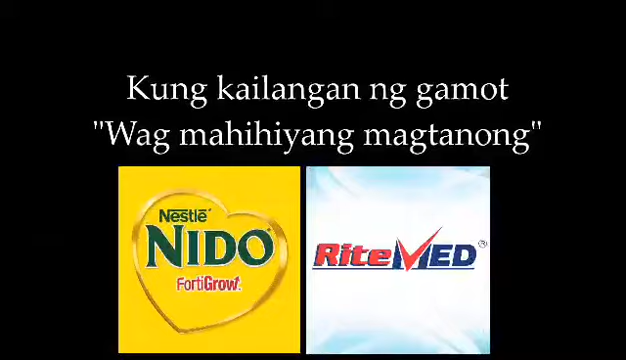 Kung kailangan ng gamot
"Wag mahihiyang magtanong"
Nestlé
NIDO
FortiGrow
RiteMED®